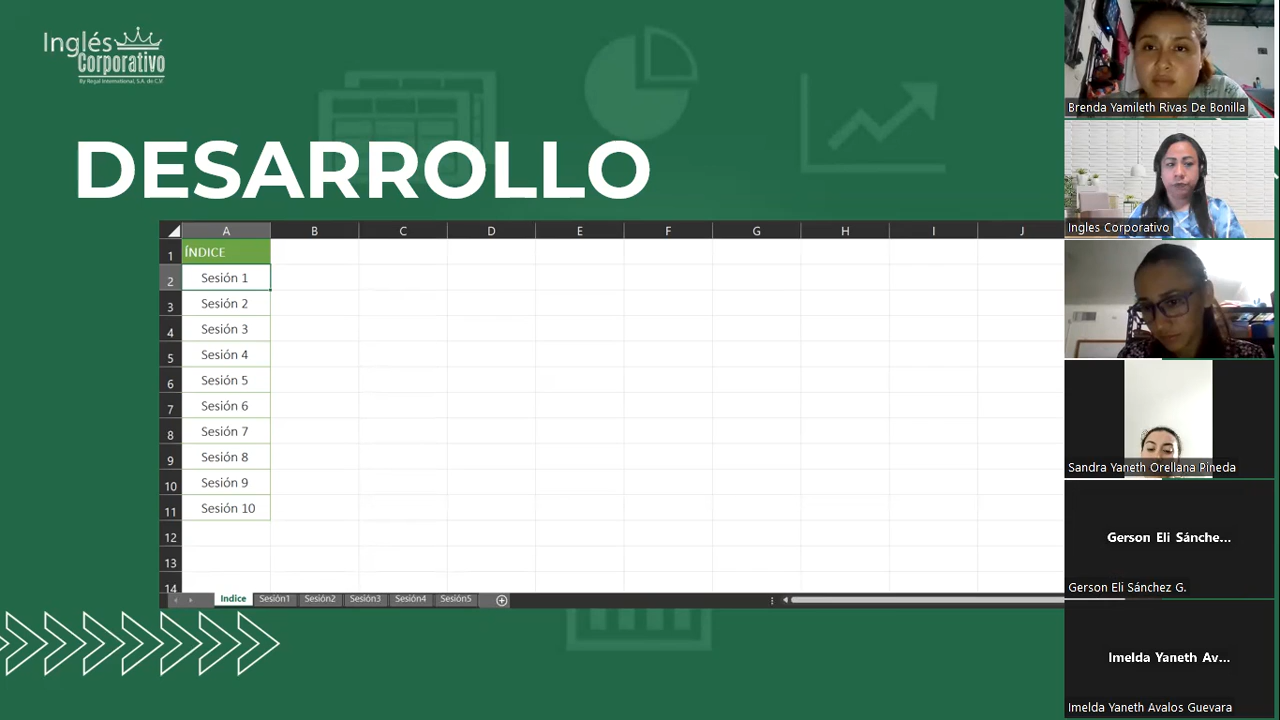 Inglés
Corporativo
By Regal International, S.A. de C.V.
DESARROLLO
A B C D E F G H I J
1 ÍNDICE
2 Sesión 1
3 Sesión 2
4 Sesión 3
5 Sesión 4
6 Sesión 5
7 Sesión 6
8 Sesión 7
9 Sesión 8
10 Sesión 9
11 Sesión 10
12
13
14
Indice Sesión1 Sesión2 Sesión3 Sesión4 Sesión5
Brenda Yamileth Rivas De Bonilla
Ingles Corporativo
Sandra Yaneth Orellana Pineda
Gerson Eli Sánche...
Gerson Eli Sánchez G.
Imelda Yaneth Av...
Imelda Yaneth Avalos Guevara